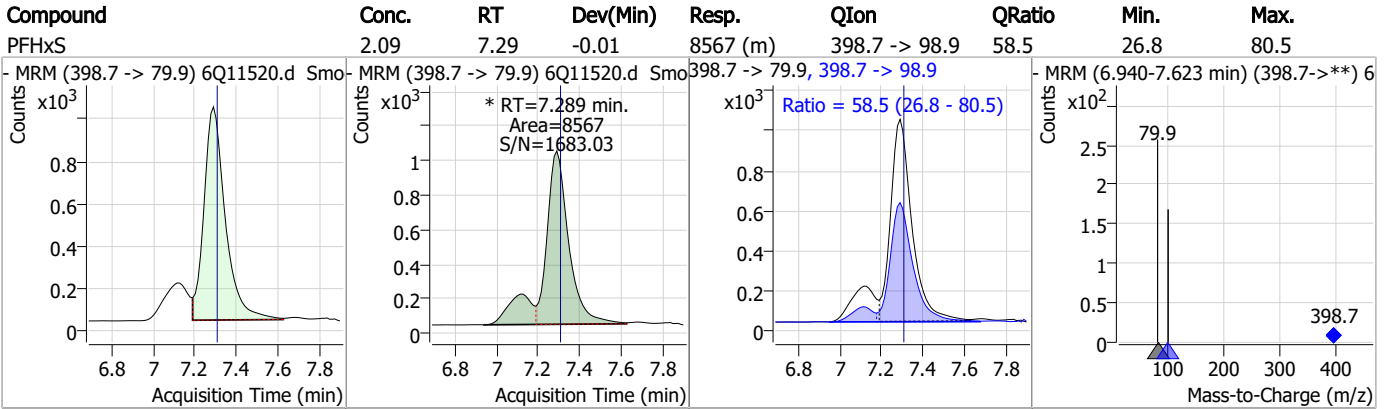 Compound Conc. RT Dev(Min) Resp. QIon QRatio Min. Max.
PFHxS 2.09 7.29 -0.01 8567 (m) 398.7 -> 98.9 58.5 26.8 80.5
- MRM (398.7 -> 79.9) 6Q11520.d Smo
Counts
x10³
0.8
0.6
0.4
0.2
0
6.8 7 7.2 7.4 7.6 7.8
Acquisition Time (min)
- MRM (398.7 -> 79.9) 6Q11520.d Smo
Counts
x10³
* RT=7.289 min.
Area=8567
S/N=1683.03
1
0.8
0.6
0.4
0.2
0
6.8 7 7.2 7.4 7.6 7.8
Acquisition Time (min)
398.7 -> 79.9, 398.7 -> 98.9
Counts
x10³
Ratio = 58.5 (26.8 - 80.5)
0.8
0.6
0.4
0.2
0
6.8 7 7.2 7.4 7.6 7.8
Acquisition Time (min)
- MRM (6.940-7.623 min) (398.7->**) 6
Counts
x10²
79.9
2.5
2
1.5
1
0.5
0
398.7
100 200 300 400
Mass-to-Charge (m/z)